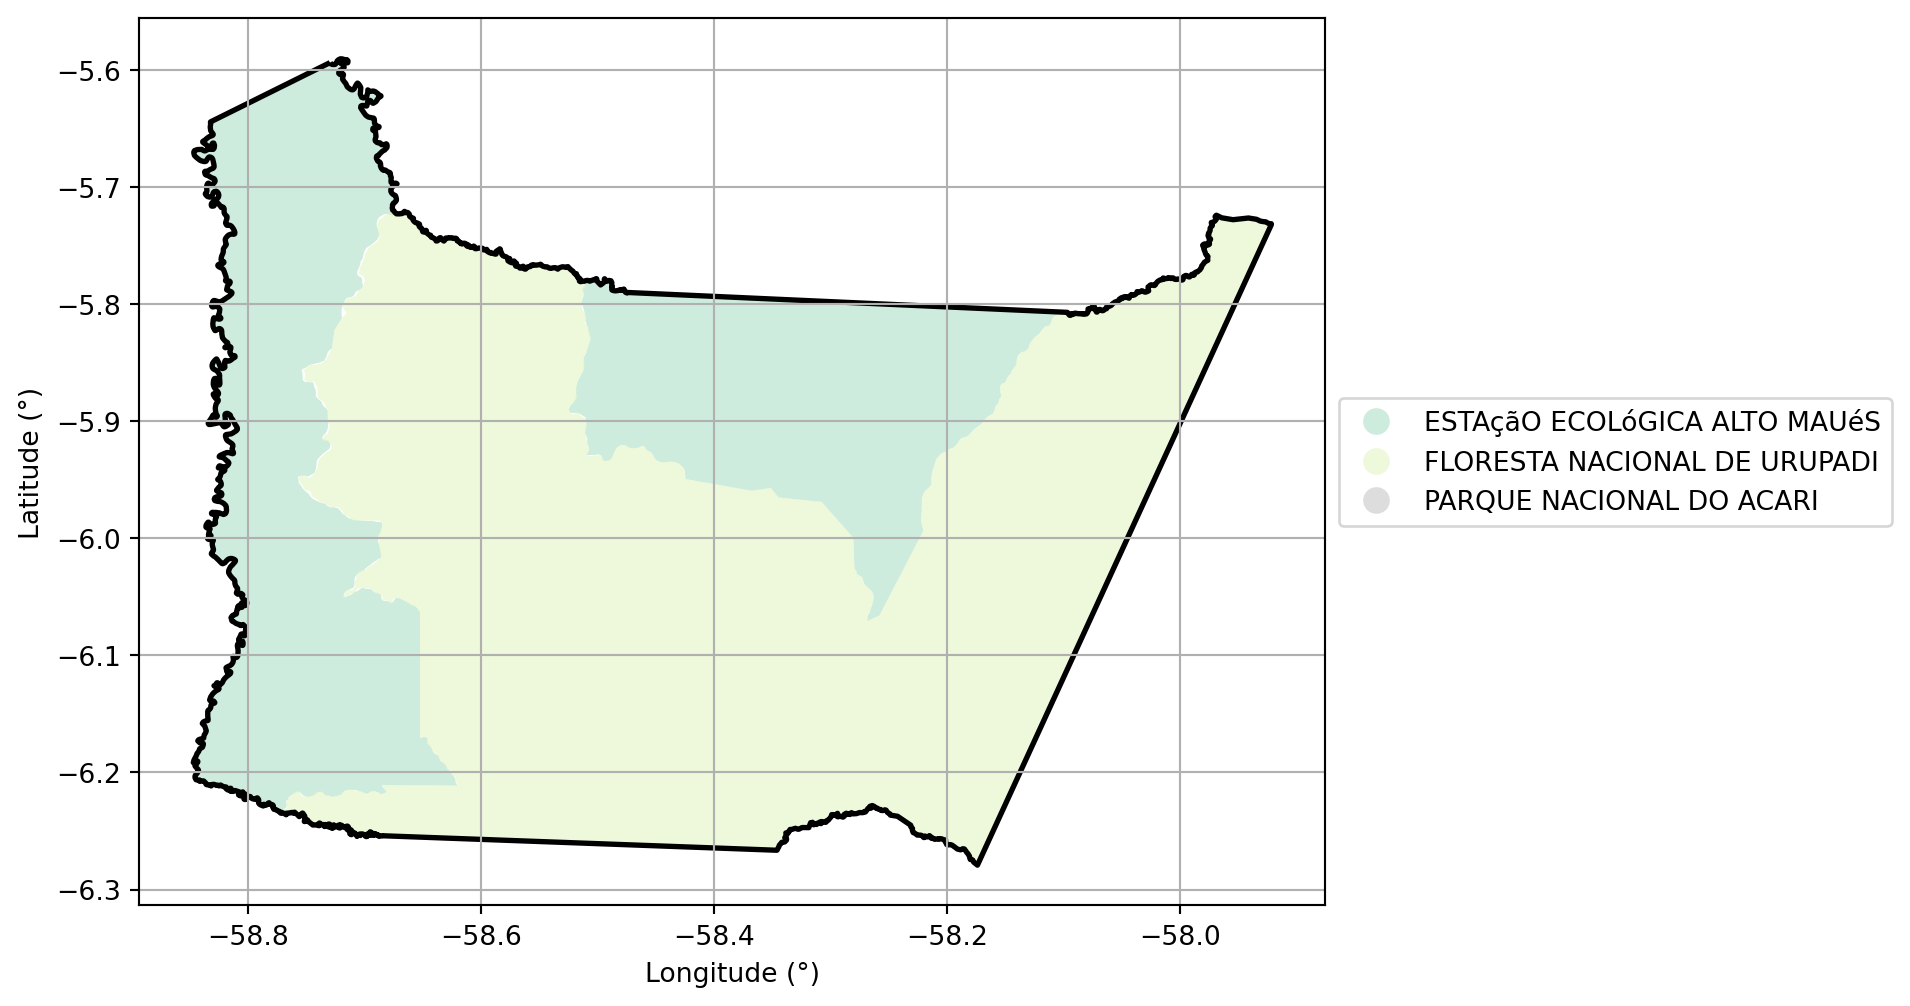 −5.6
−5.7
−5.8
−5.9
−6.0
−6.1
−6.2
−6.3
Latitude (°)
−58.8
−58.6
−58.4
−58.2
−58.0
Longitude (°)
ESTAçãO ECOLóGICA ALTO MAUéS
FLORESTA NACIONAL DE URUPADI
PARQUE NACIONAL DO ACARI